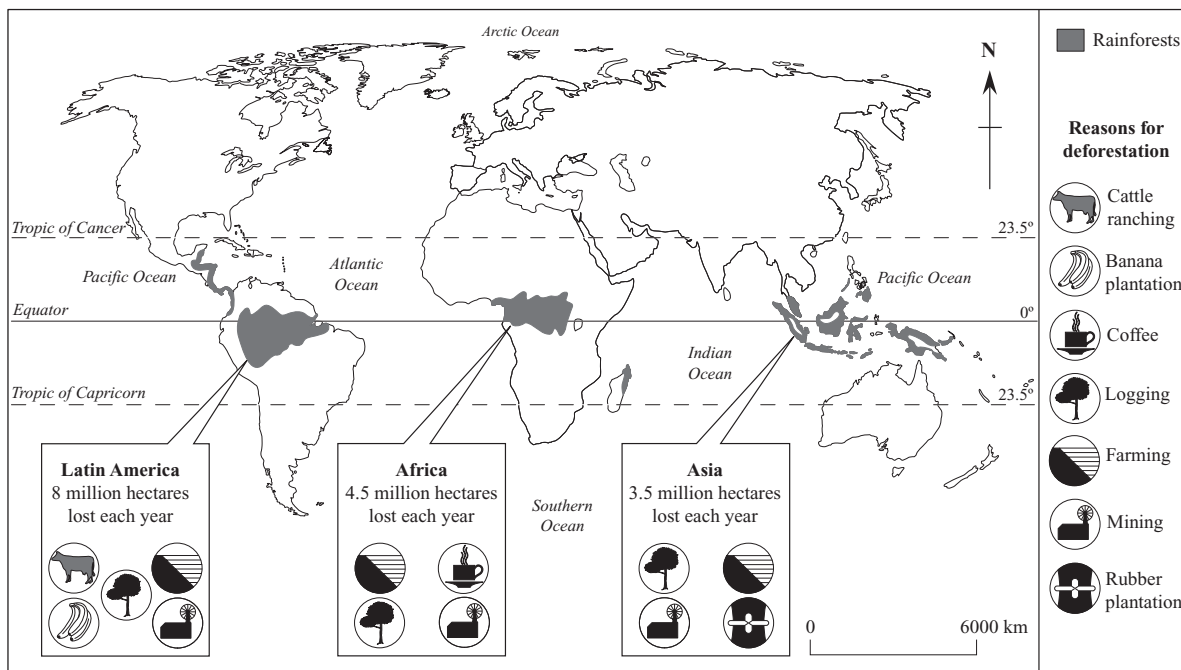 Arctic Ocean
N
Tropic of Cancer
23.5º
Pacific Ocean
Atlantic
Ocean
Pacific Ocean
Equator
0º
Indian
Ocean
Tropic of Capricorn
23.5º
Latin America
8 million hectares
lost each year
Africa
4.5 million hectares
lost each year
Asia
3.5 million hectares
lost each year
Southern
Ocean
0
6000 km
Rainforests
Reasons for
deforestation
Cattle
ranching
Banana
plantation
Coffee
Logging
Farming
Mining
Rubber
plantation